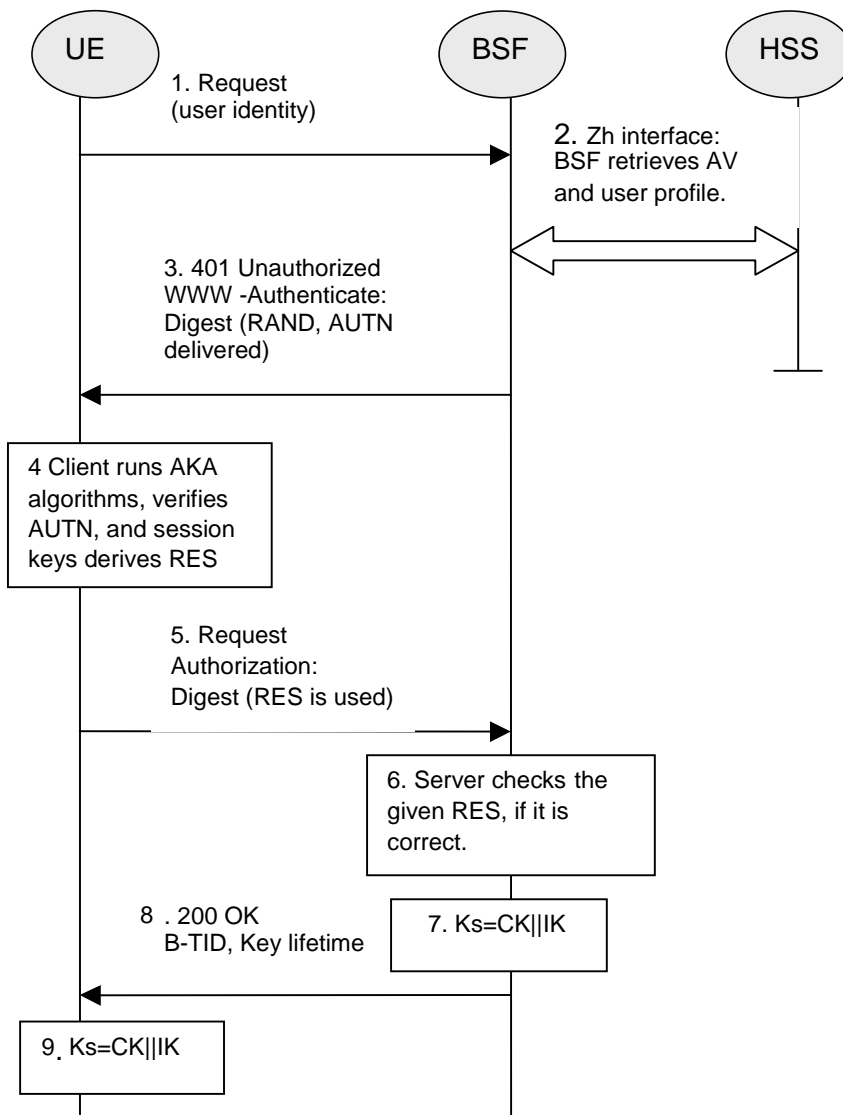 UE
BSF
HSS
1. Request
(user identity)
2. Zh interface:
BSF retrieves AV
and user profile.
3. 401 Unauthorized
WWW -Authenticate:
Digest (RAND, AUTN
delivered)
4 Client runs AKA
algorithms, verifies
AUTN, and session
keys derives RES
5. Request
Authorization:
Digest (RES is used)
6. Server checks the
given RES, if it is
correct.
7. Ks=CK||IK
8 . 200 OK
B-TID, Key lifetime
9. Ks=CK||IK